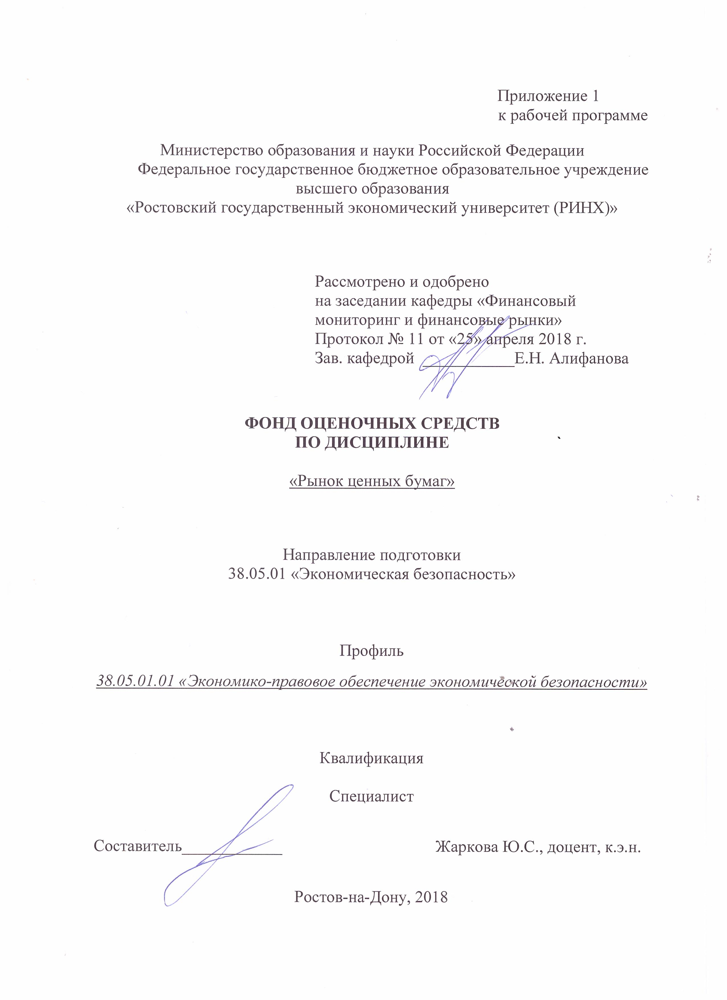 Приложение 1
к рабочей программе
Министерство образования и науки Российской Федерации
Федеральное государственное бюджетное образовательное учреждение
высшего образования
«Ростовский государственный экономический университет (РИНХ)»
Рассмотрено и одобрено
на заседании кафедры «Финансовый
мониторинг и финансовые рынки»
Протокол № 11 от «25» апреля 2018 г.
Зав. кафедрой ___________Е.Н. Алифанова
ФОНД ОЦЕНОЧНЫХ СРЕДСТВ
ПО ДИСЦИПЛИНЕ
«Рынок ценных бумаг»
Направление подготовки
38.05.01 «Экономическая безопасность»
Профиль
38.05.01.01 «Экономико-правовое обеспечение экономической безопасности»
Квалификация
Специалист
Составитель____________ Жаркова Ю.С., доцент, к.э.н.
Ростов-на-Дону, 2018